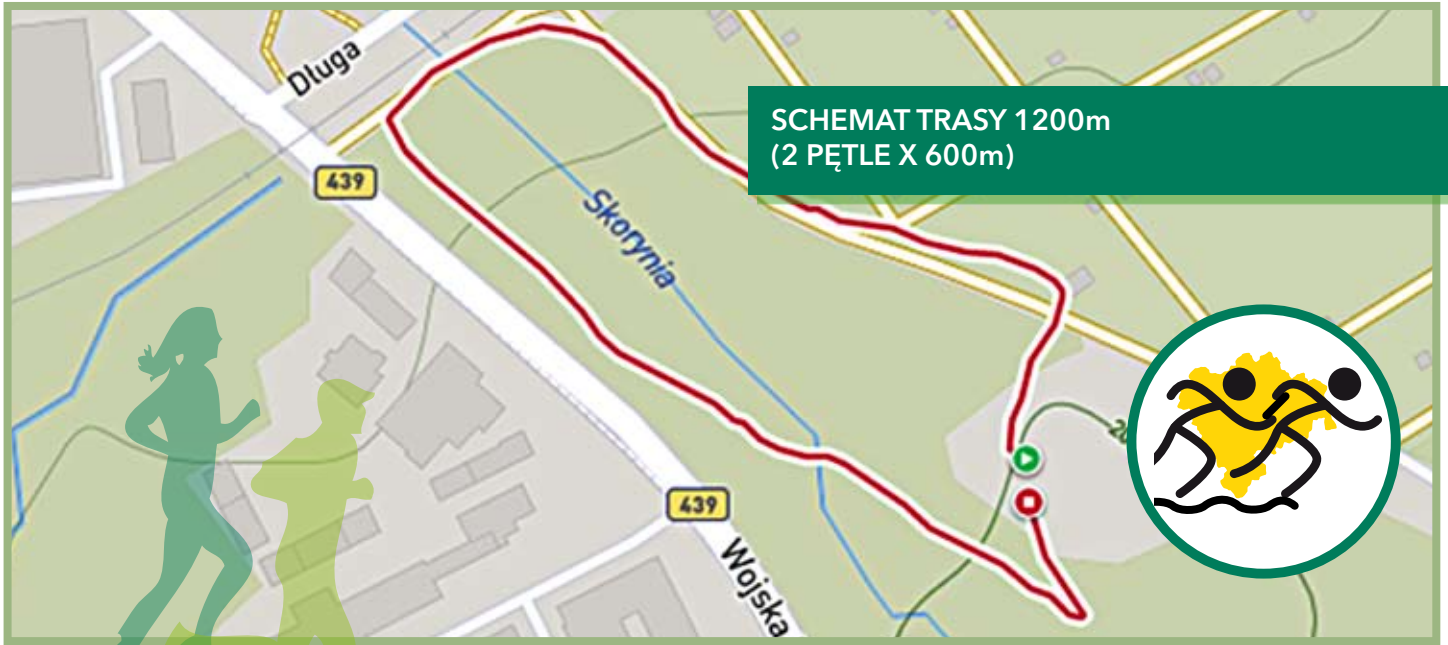 Dluga
SCHEMAT TRASY 1200m
(2 PĘTLE X 600m)
439
Skorynia
439
Wojska